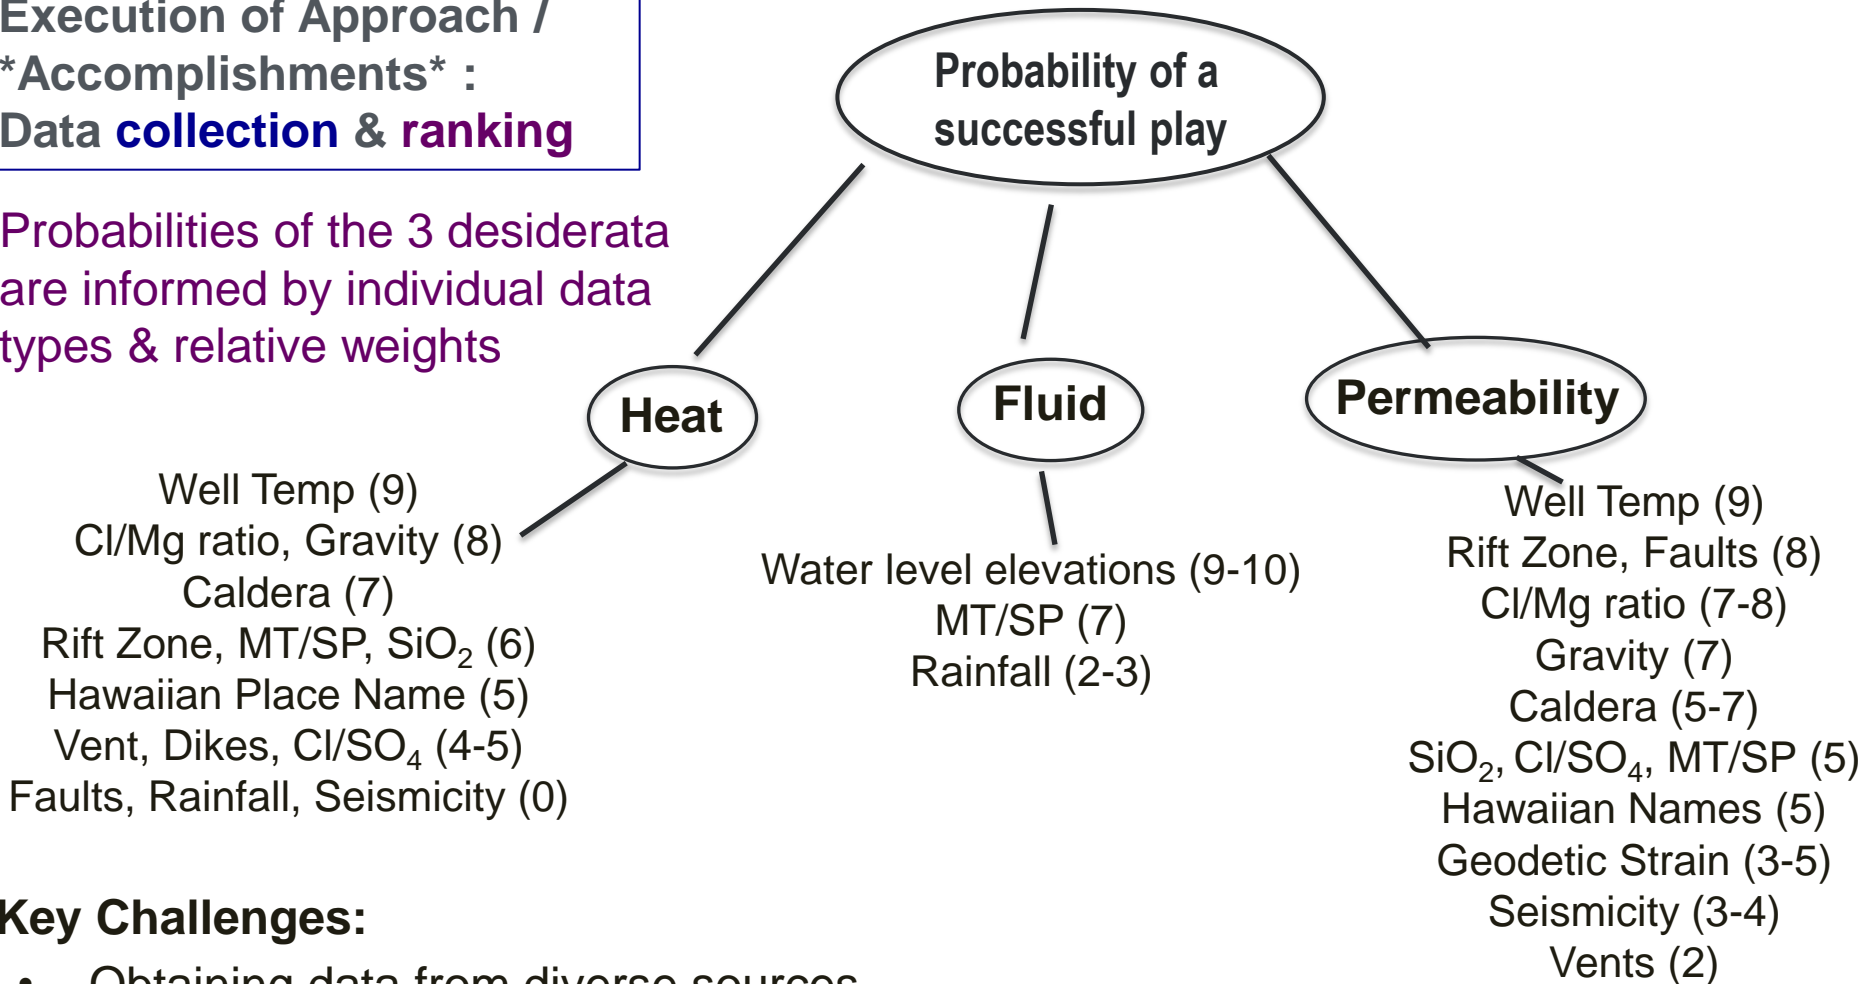 Execution of Approach /
*Accomplishments* :
Data collection & ranking
Probabilities of the 3 desiderata
are informed by individual data
types & relative weights
Probability of a
successful play
Heat
Fluid
Permeability
Well Temp (9)
Cl/Mg ratio, Gravity (8)
Caldera (7)
Rift Zone, MT/SP, SiO₂ (6)
Hawaiian Place Name (5)
Vent, Dikes, Cl/SO₄ (4-5)
Faults, Rainfall, Seismicity (0)
Water level elevations (9-10)
MT/SP (7)
Rainfall (2-3)
Well Temp (9)
Rift Zone, Faults (8)
Cl/Mg ratio (7-8)
Gravity (7)
Caldera (5-7)
SiO₂, Cl/SO₄, MT/SP (5)
Hawaiian Names (5)
Geodetic Strain (3-5)
Seismicity (3-4)
Vents (2)
Key Challenges:
• Obtaining data from diverse sources